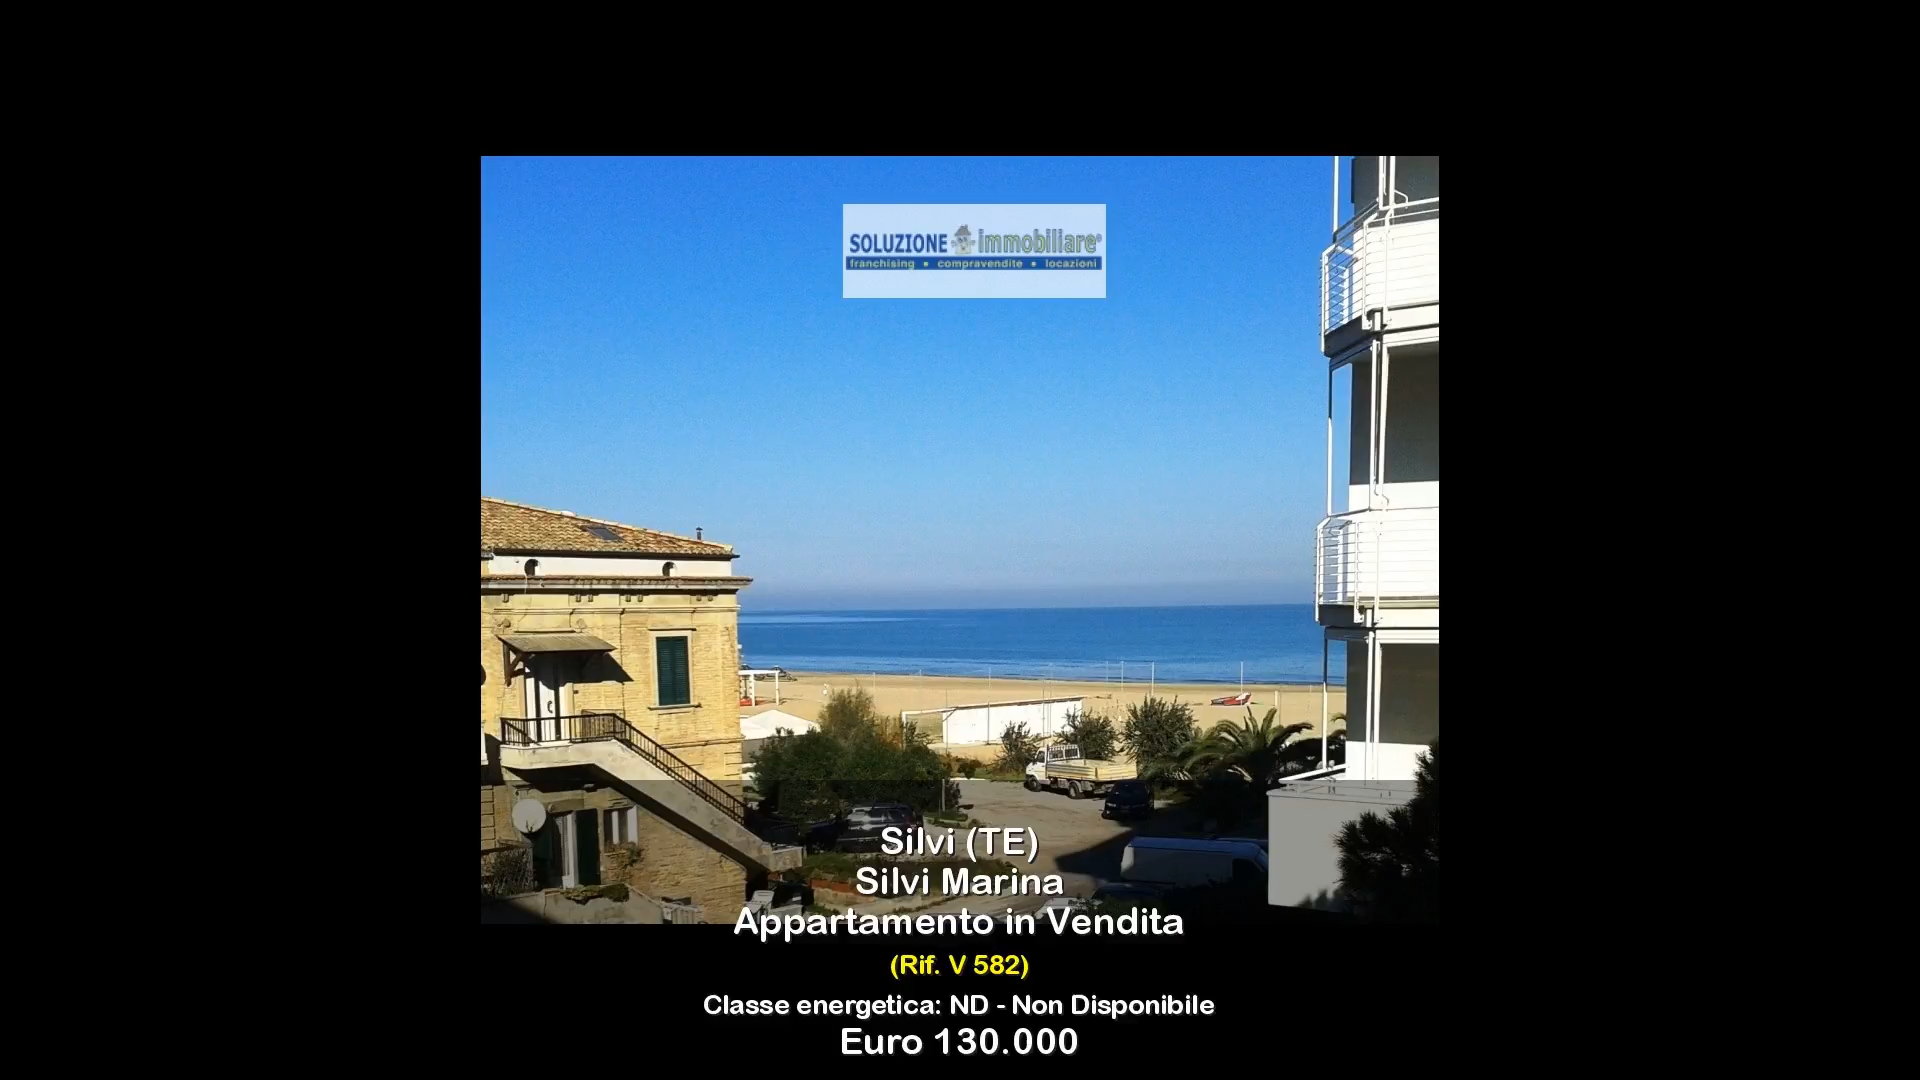 SOLUZIONE immobiliare®
franchising • compravendite • locazioni
Silvi (TE)
Silvi Marina
Appartamento in Vendita
(Rif. V 582)
Classe energetica: ND - Non Disponibile
Euro 130.000